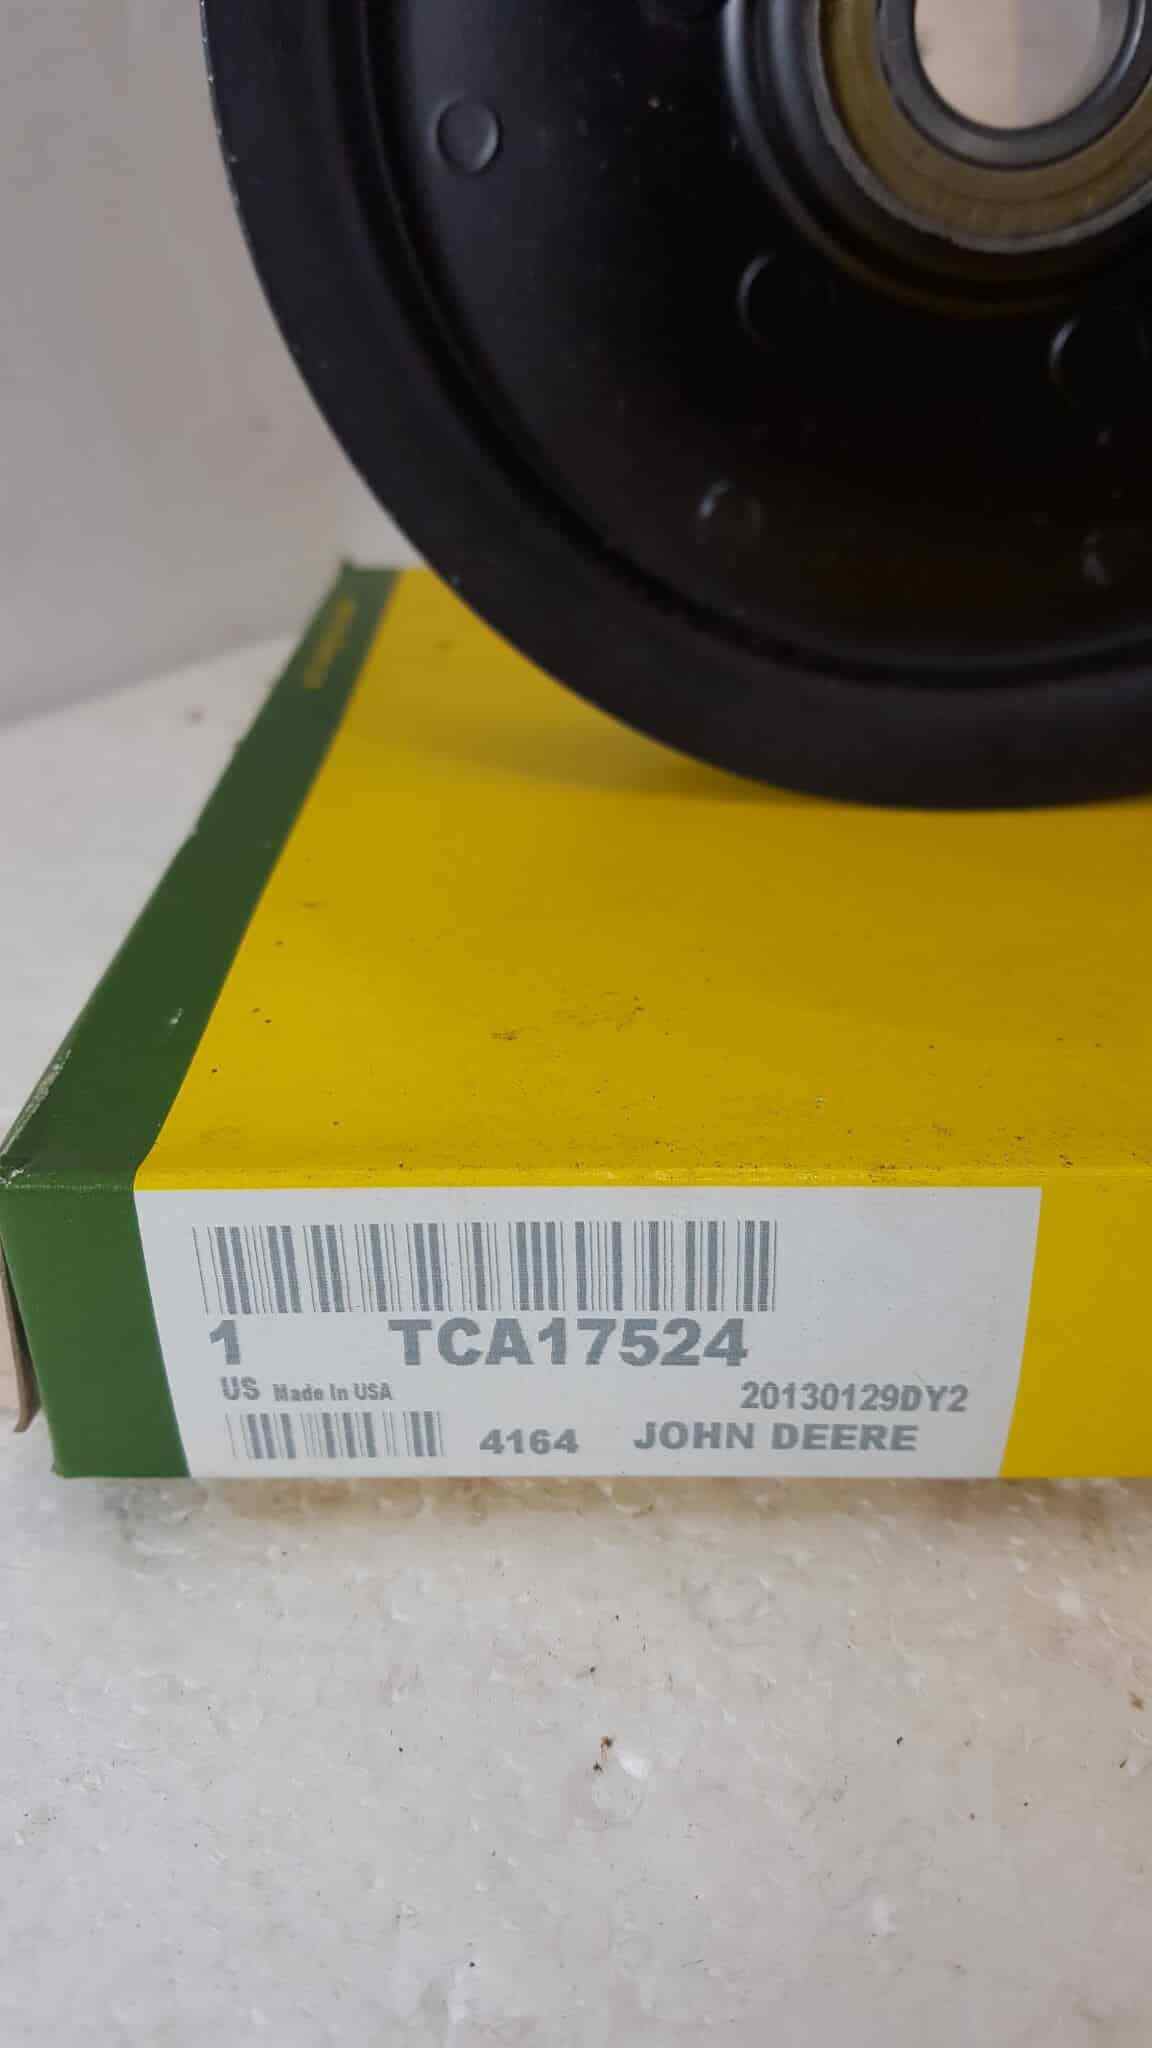 1 TCA17524
US Made In USA
20130129DY2
4164 JOHN DEERE